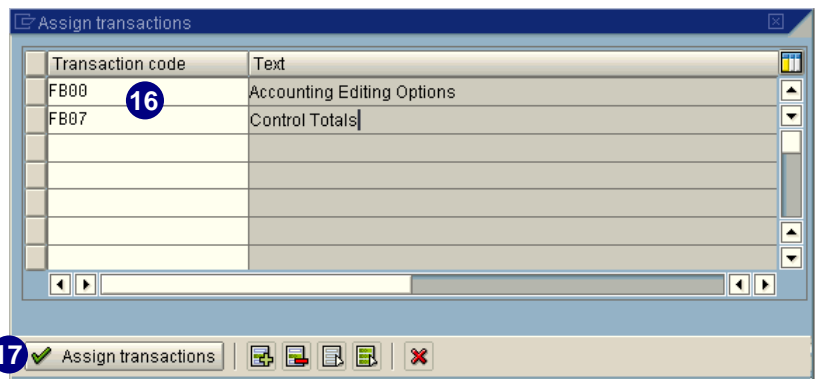 Assign transactions
Transaction code Text
FB00 Accounting Editing Options
16
FB07 Control Totals
17 Assign transactions